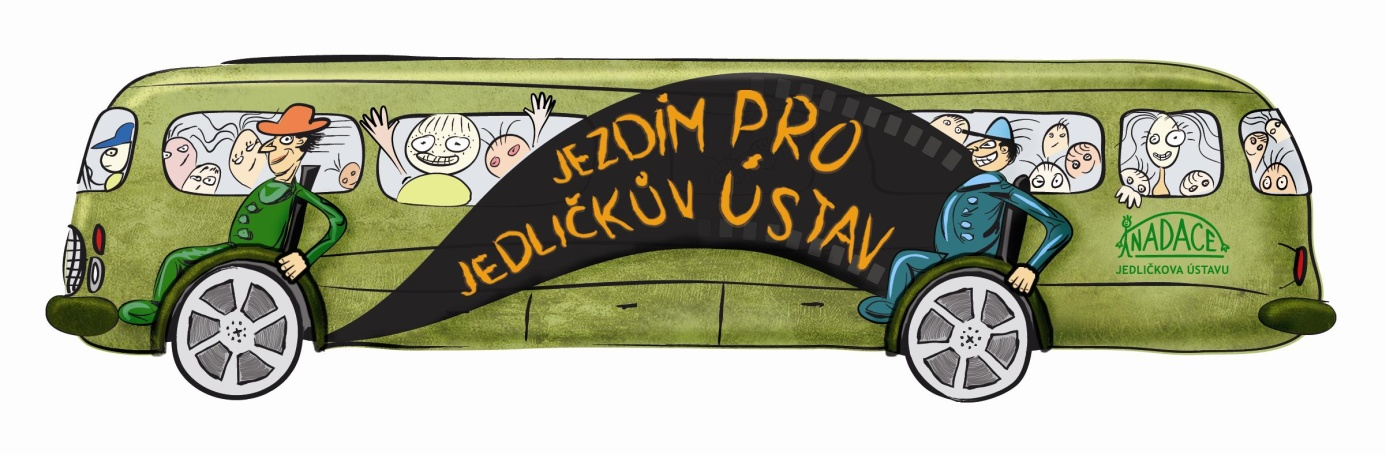 JEZDÍM PRO
JEDLIČKŮV ÚSTAV
NADACE
JEDLIČKOVA ÚSTAVU